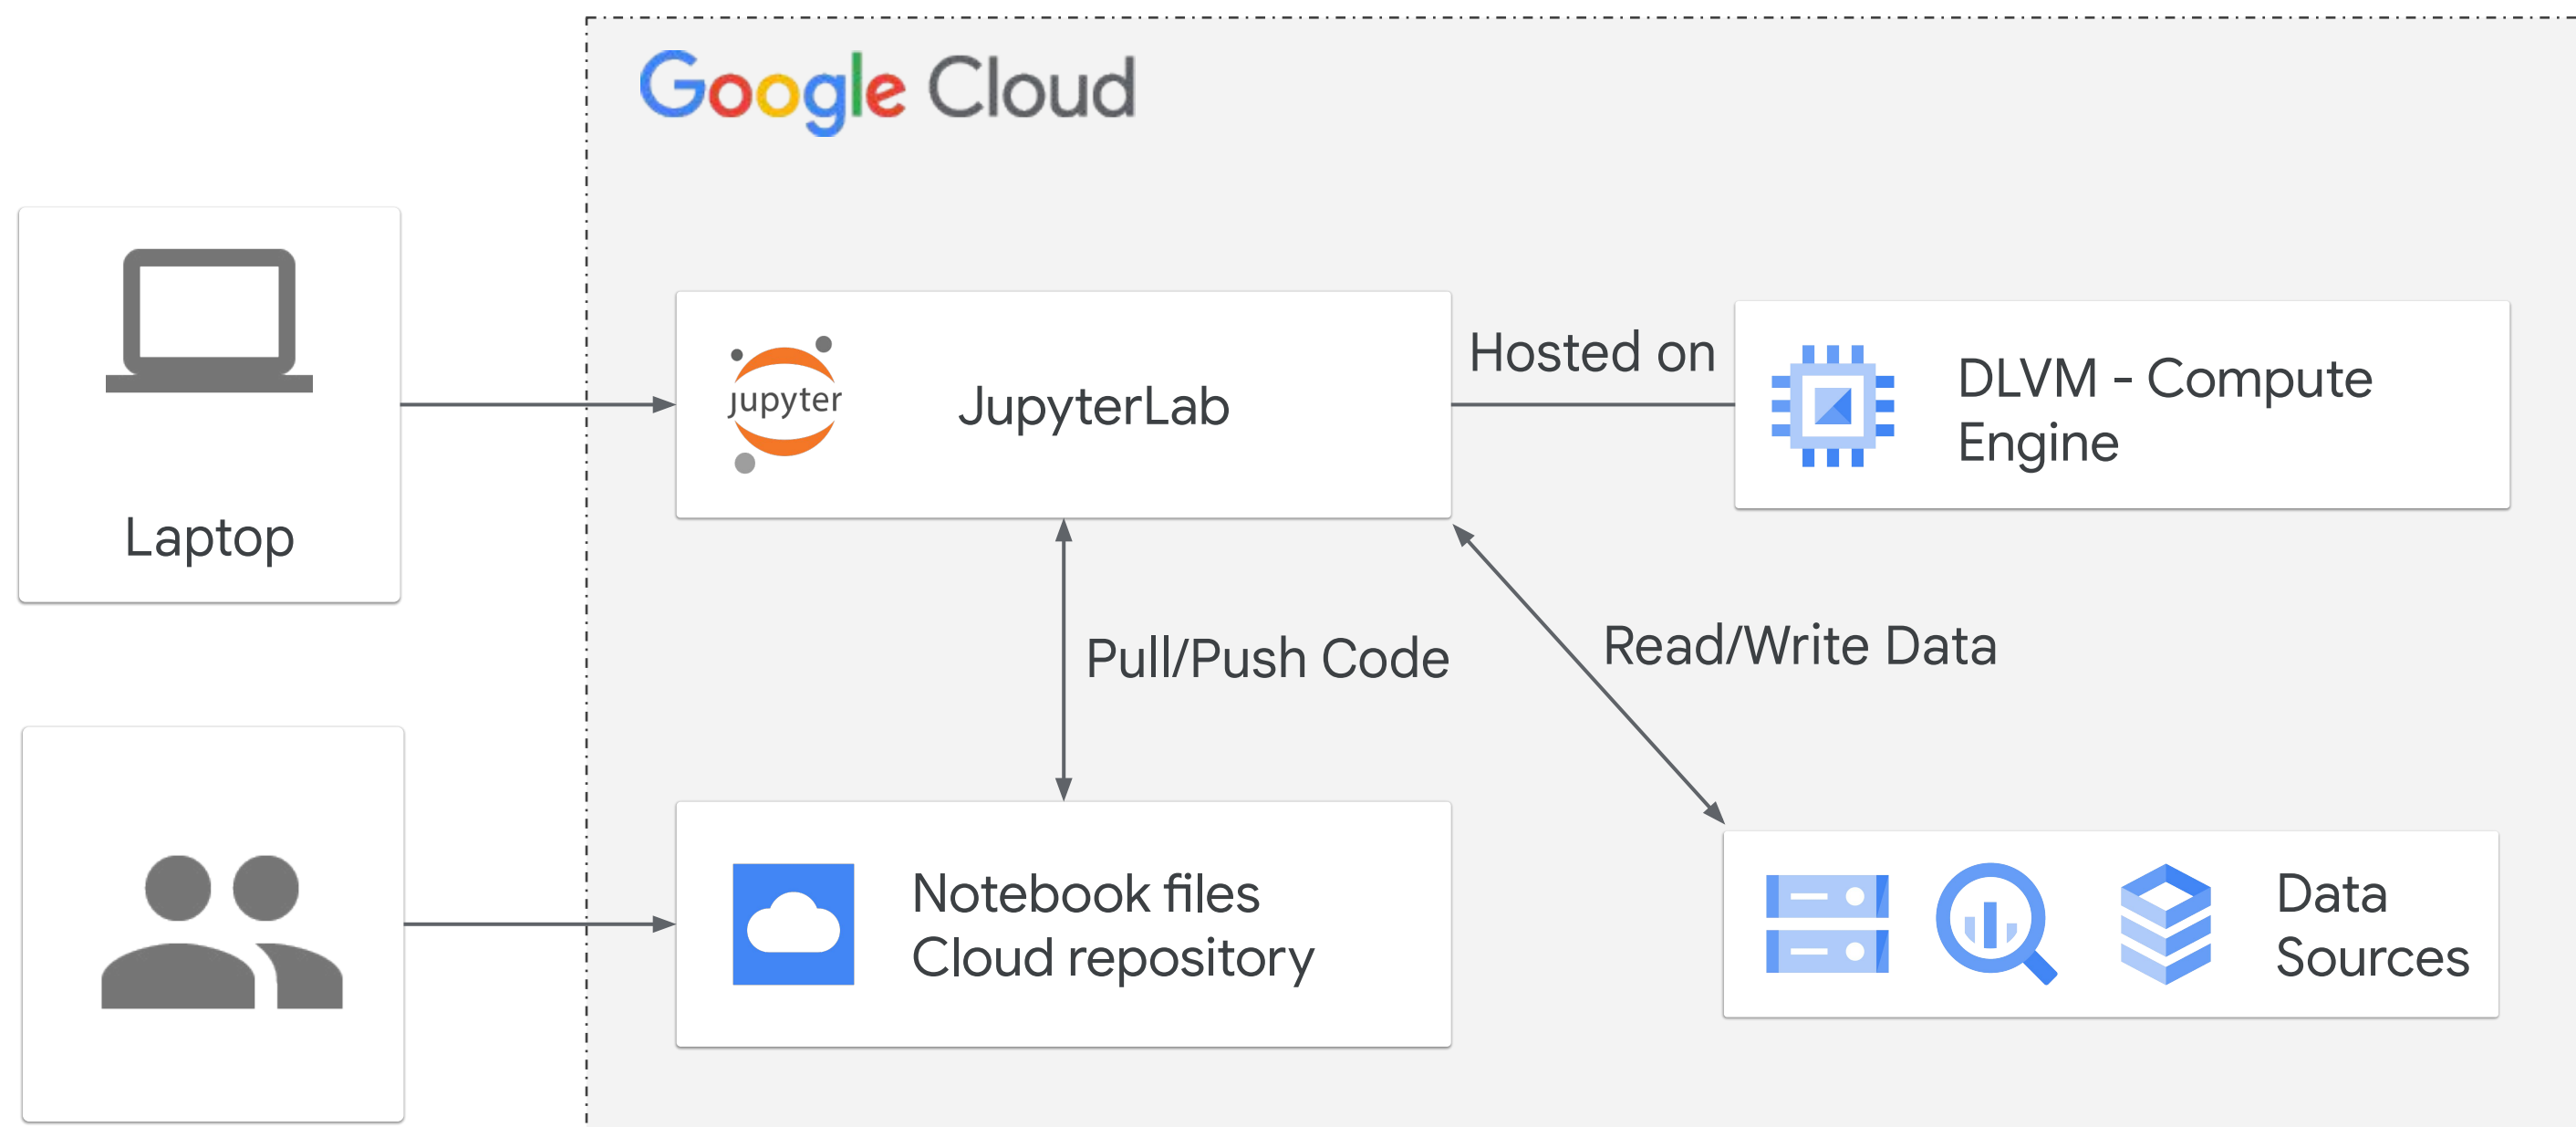 Google Cloud
Laptop
jupyter
JupyterLab
Hosted on
DLVM - Compute
Engine
Pull/Push Code
Read/Write Data
Notebook files
Cloud repository
Data
Sources